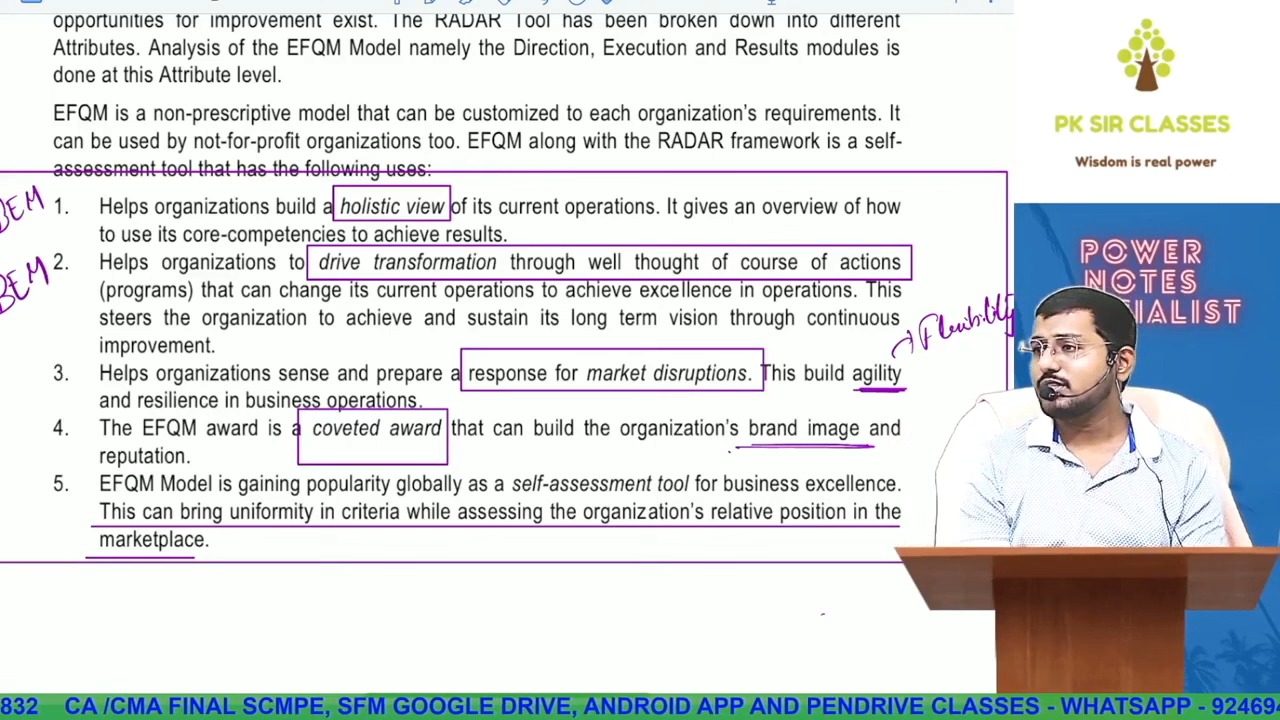 opportunities for improvement exist. The RADAR Tool has been broken down into different
Attributes. Analysis of the EFQM Model namely the Direction, Execution and Results modules is
done at this Attribute level.
EFQM is a non-prescriptive model that can be customized to each organization's requirements. It
can be used by not-for-profit organizations too. EFQM along with the RADAR framework is a self-
assessment tool that has the following uses:
BEM
1. Helps organizations build a holistic view of its current operations. It gives an overview of how
to use its core-competencies to achieve results.
BEM
2. Helps organizations to drive transformation through well thought of course of actions
(programs) that can change its current operations to achieve excellence in operations. This
steers the organization to achieve and sustain its long term vision through continuous
improvement.
→ Flexibility
3. Helps organizations sense and prepare a response for market disruptions. This build agility
and resilience in business operations.
4. The EFQM award is a coveted award that can build the organization's brand image and
reputation.
5. EFQM Model is gaining popularity globally as a self-assessment tool for business excellence.
This can bring uniformity in criteria while assessing the organization's relative position in the
marketplace.
PK SIR CLASSES
Wisdom is real power
POWER
NOTES
CIALIST
832 CA /CMA FINAL SCMPE, SFM GOOGLE DRIVE, ANDROID APP AND PENDRIVE CLASSES - WHATSAPP - 92469